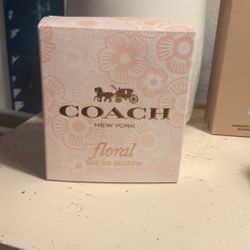 COACH
NEW YORK
floral
EAU DE PARFUM